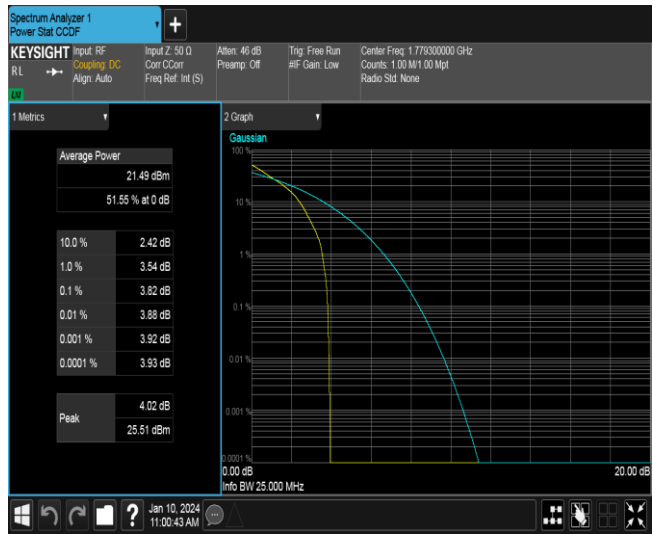 Spectrum Analyzer 1
Power Stat CCDF
+
KEYSIGHT
RL
LXI
Input: RF
Coupling: DC
Align: Auto
Input Z: 50 Ω
Corr CCorr
Freq Ref: Int (S)
Atten: 46 dB
Preamp: Off
Trig: Free Run
#IF Gain: Low
Center Freq: 1.779300000 GHz
Counts: 1.00 M/1.00 Mpt
Radio Std: None
1 Metrics
Average Power
21.49 dBm
51.55 % at 0 dB
10.0 % 2.42 dB
1.0 % 3.54 dB
0.1 % 3.82 dB
0.01 % 3.88 dB
0.001 % 3.92 dB
0.0001 % 3.93 dB
Peak
4.02 dB
25.51 dBm
2 Graph
Gaussian
100 %
10 %
1 %
0.1 %
0.01 %
0.001 %
0.0001 %
0.00 dB
20.00 dB
Info BW 25.000 MHz
?
Jan 10, 2024
11:00:43 AM